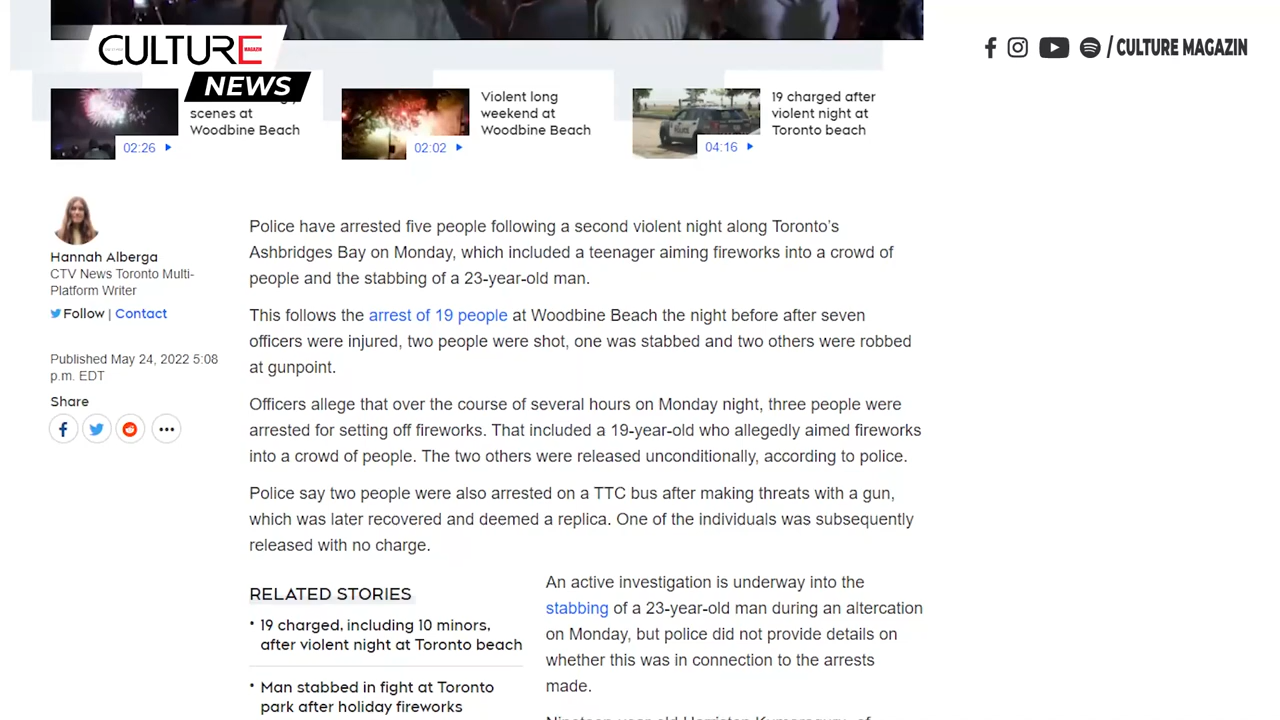 CULTURE
MAGAZIN
NEWS
/ CULTURE MAGAZIN
scenes at
Woodbine Beach
02:26
Violent long
weekend at
Woodbine Beach
02:02
19 charged after
violent night at
Toronto beach
04:16
POLICE
Hannah Alberga
CTV News Toronto Multi-
Platform Writer
Follow | Contact
Published May 24, 2022 5:08
p.m. EDT
Share
Police have arrested five people following a second violent night along Toronto's
Ashbridges Bay on Monday, which included a teenager aiming fireworks into a crowd of
people and the stabbing of a 23-year-old man.
This follows the arrest of 19 people at Woodbine Beach the night before after seven
officers were injured, two people were shot, one was stabbed and two others were robbed
at gunpoint.
Officers allege that over the course of several hours on Monday night, three people were
arrested for setting off fireworks. That included a 19-year-old who allegedly aimed fireworks
into a crowd of people. The two others were released unconditionally, according to police.
Police say two people were also arrested on a TTC bus after making threats with a gun,
which was later recovered and deemed a replica. One of the individuals was subsequently
released with no charge.
RELATED STORIES
• 19 charged, including 10 minors,
after violent night at Toronto beach
• Man stabbed in fight at Toronto
park after holiday fireworks
An active investigation is underway into the
stabbing of a 23-year-old man during an altercation
on Monday, but police did not provide details on
whether this was in connection to the arrests
made.